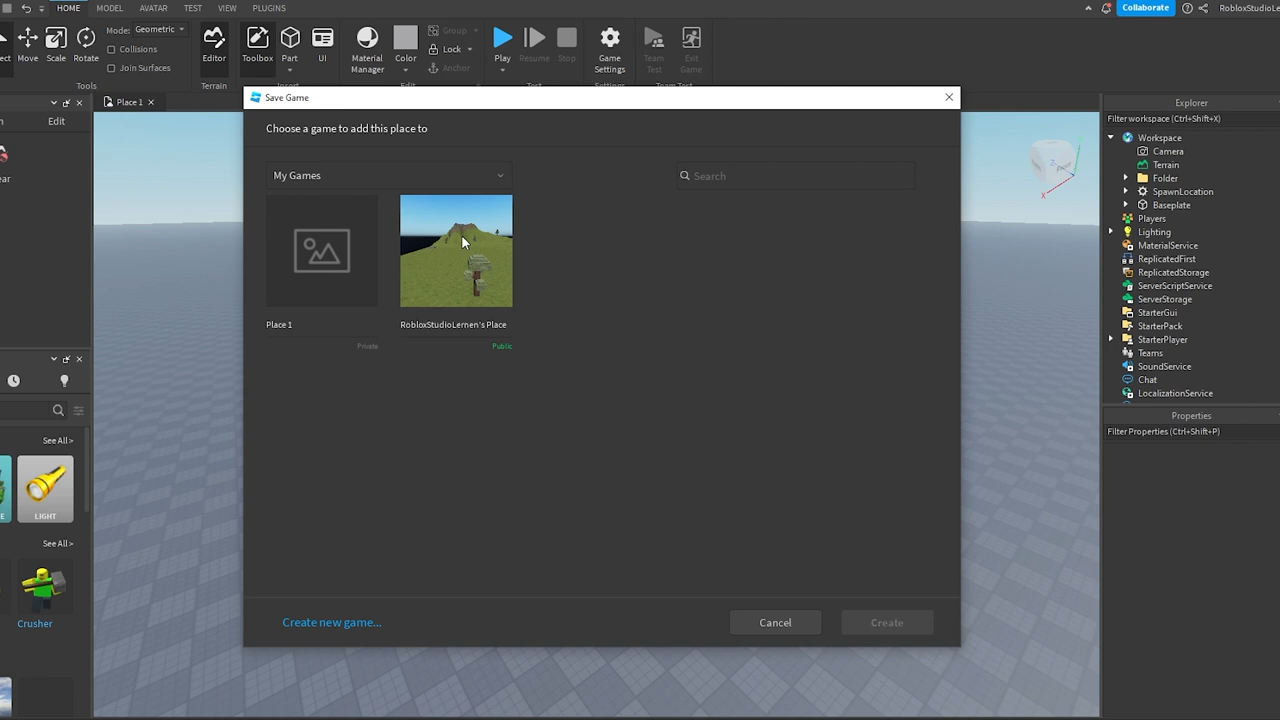 HOME MODEL AVATAR TEST VIEW PLUGINS Collaborate
Move Scale Rotate
Mode: Geometric
Collisions
Join Surfaces
Tools
Editor
Terrain
Toolbox Part UI
Material Manager
Color
Group
Lock
Anchor
Play Resume Stop
Game Settings
Team Test
Exit Game
Place 1
Edit
See All >
LIGHT
See All >
Crusher
Save Game
Choose a game to add this place to
My Games
Search
Place 1
Private
RobloxStudioLernen's Place
Public
Create new game...
Cancel
Create
Explorer
Filter workspace (Ctrl+Shift+X)
Workspace
Camera
Terrain
Folder
SpawnLocation
Baseplate
Players
Lighting
MaterialService
ReplicatedFirst
ReplicatedStorage
ServerScriptService
ServerStorage
StarterGui
StarterPack
StarterPlayer
Teams
SoundService
Chat
LocalizationService
Properties
Filter Properties (Ctrl+Shift+P)